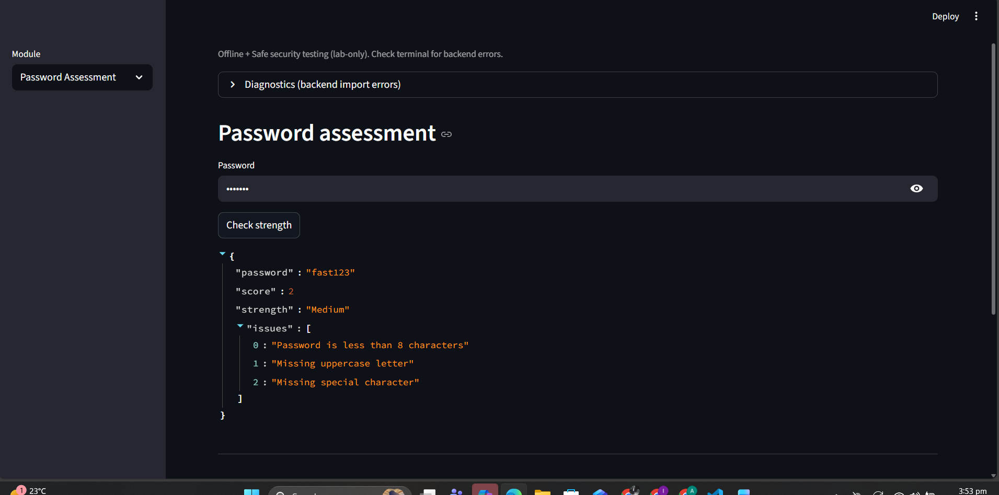 Deploy
Module
Password Assessment
Offline + Safe security testing (lab-only). Check terminal for backend errors.
Diagnostics (backend import errors)
Password assessment
Password
•••••••
Check strength
{
"password" : "fast123"
"score" : 2
"strength" : "Medium"
"issues" : [
0 : "Password is less than 8 characters"
1 : "Missing uppercase letter"
2 : "Missing special character"
]
}
1
23°C
I
A
3:53 pm